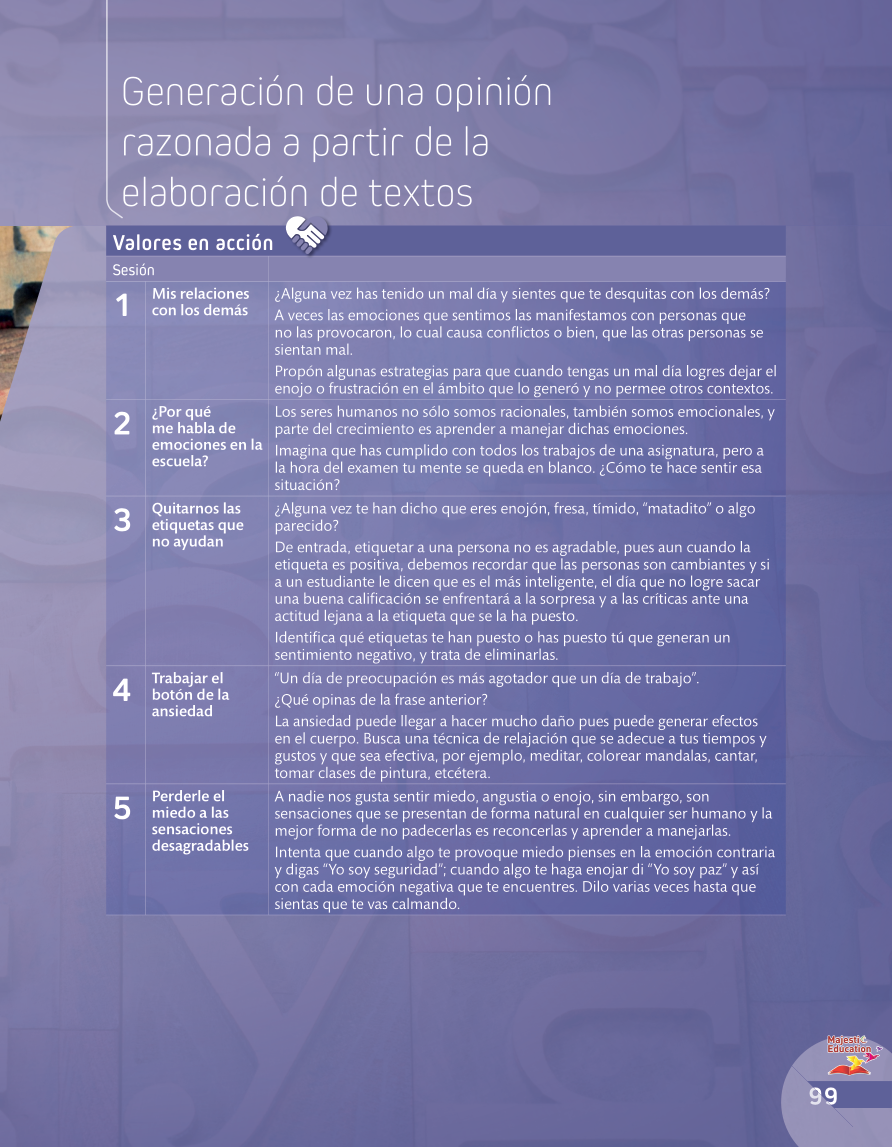 Generación de una opinión
razonada a partir de la
elaboración de textos
Valores en acción
Sesión
1
Mis relaciones
con los demás
¿Alguna vez has tenido un mal día y sientes que te desquitas con los demás?
A veces las emociones que sentimos las manifestamos con personas que
no las provocaron, lo cual causa conflictos o bien, que las otras personas se
sientan mal.
Propón algunas estrategias para que cuando tengas un mal día logres dejar el
enojo o frustración en el ámbito que lo generó y no permee otros contextos.
2
¿Por qué
me habla de
emociones en la
escuela?
Los seres humanos no sólo somos racionales, también somos emocionales, y
parte del crecimiento es aprender a manejar dichas emociones.
Imagina que has cumplido con todos los trabajos de una asignatura, pero a
la hora del examen tu mente se queda en blanco. ¿Cómo te hace sentir esa
situación?
3
Quitarnos las
etiquetas que
no ayudan
¿Alguna vez te han dicho que eres enojón, fresa, tímido, “matadito” o algo
parecido?
De entrada, etiquetar a una persona no es agradable, pues aun cuando la
etiqueta es positiva, debemos recordar que las personas son cambiantes y si
a un estudiante le dicen que es el más inteligente, el día que no logre sacar
una buena calificación se enfrentará a la sorpresa y a las críticas ante una
actitud lejana a la etiqueta que se la ha puesto.
Identifica qué etiquetas te han puesto o has puesto tú que generan un
sentimiento negativo, y trata de eliminarlas.
4
Trabajar el
botón de la
ansiedad
“Un día de preocupación es más agotador que un día de trabajo”.
¿Qué opinas de la frase anterior?
La ansiedad puede llegar a hacer mucho daño pues puede generar efectos
en el cuerpo. Busca una técnica de relajación que se adecue a tus tiempos y
gustos y que sea efectiva, por ejemplo, meditar, colorear mandalas, cantar,
tomar clases de pintura, etcétera.
5
Perderle el
miedo a las
sensaciones
desagradables
A nadie nos gusta sentir miedo, angustia o enojo, sin embargo, son
sensaciones que se presentan de forma natural en cualquier ser humano y la
mejor forma de no padecerlas es reconcerlas y aprender a manejarlas.
Intenta que cuando algo te provoque miedo pienses en la emoción contraria
y digas “Yo soy seguridad”; cuando algo te haga enojar di “Yo soy paz” y así
con cada emoción negativa que te encuentres. Dilo varias veces hasta que
sientas que te vas calmando.
Majestic
Education
99